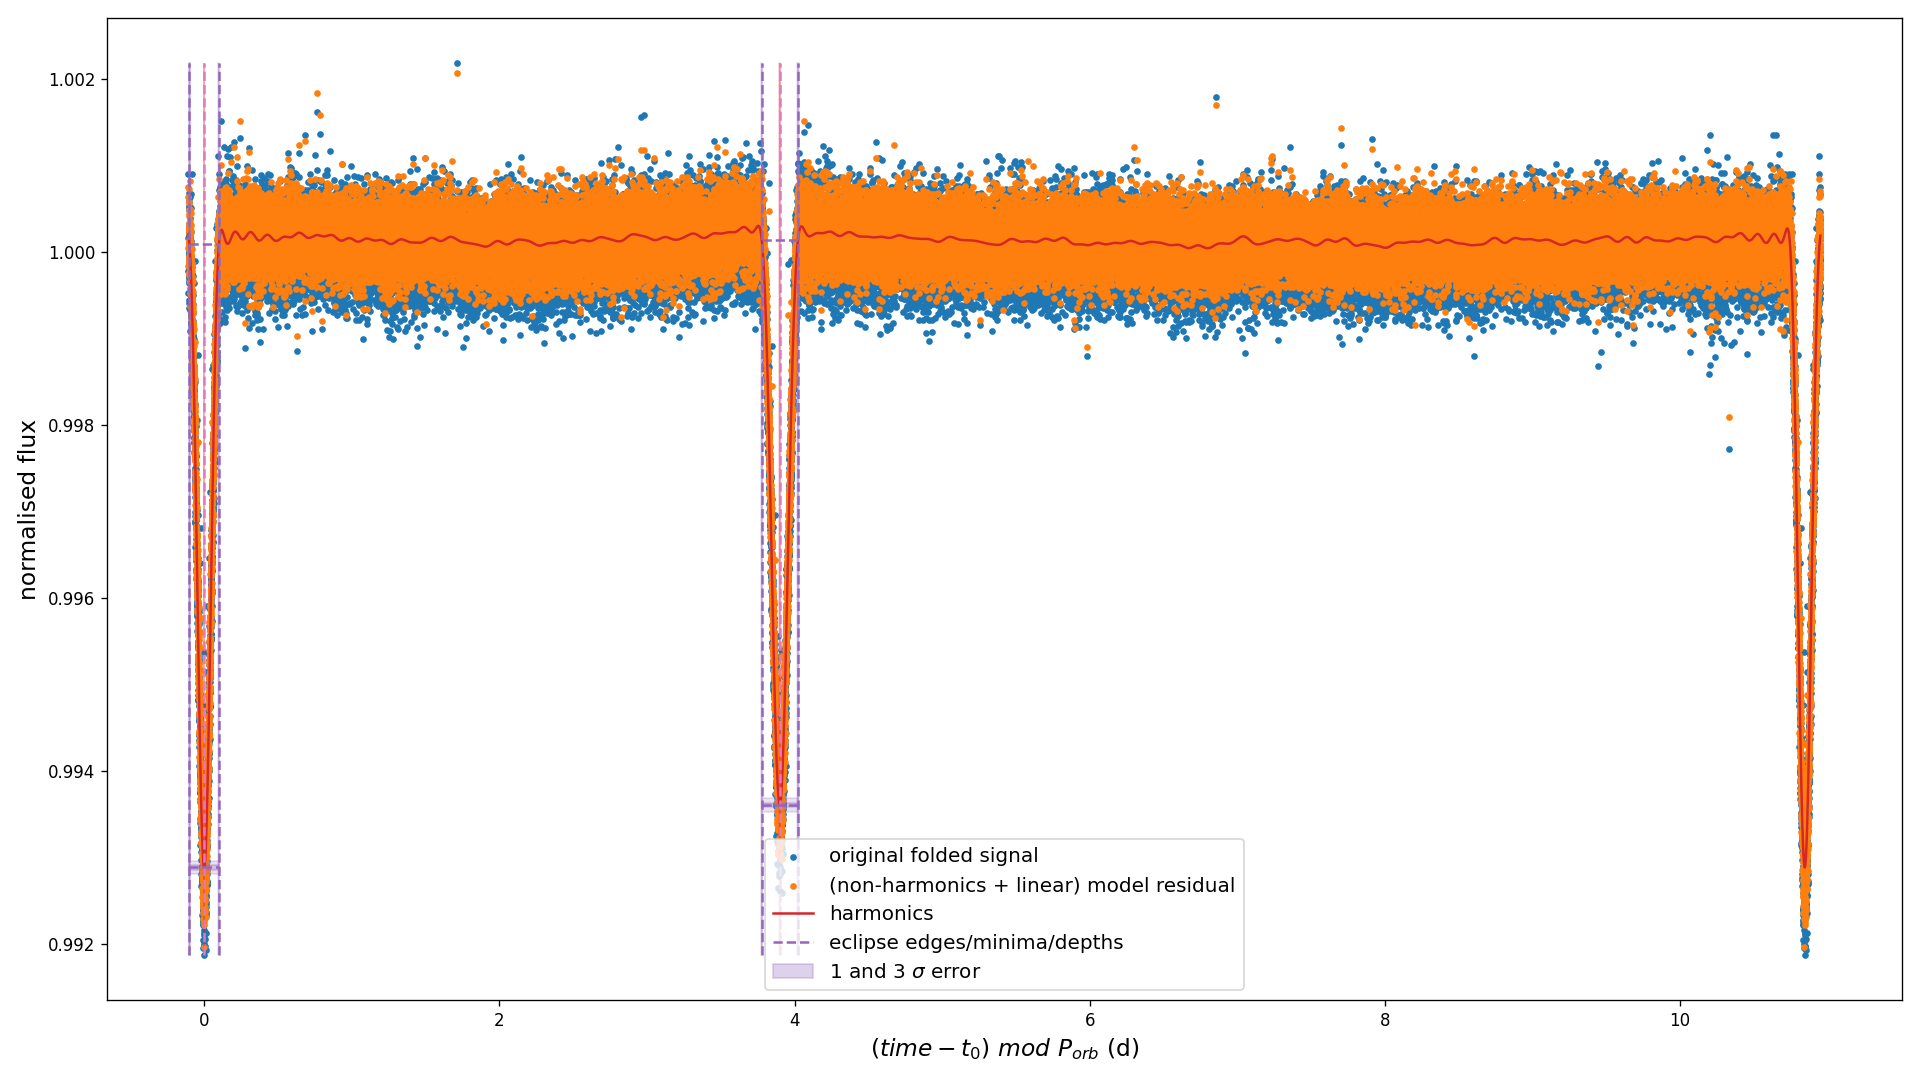 1.002
1.000
0.998
0.996
0.994
0.992
normalised flux
original folded signal
(non-harmonics + linear) model residual
harmonics
eclipse edges/minima/depths
1 and 3 σ error
0 2 4 6 8 10
(time − t₀) mod P_orb (d)